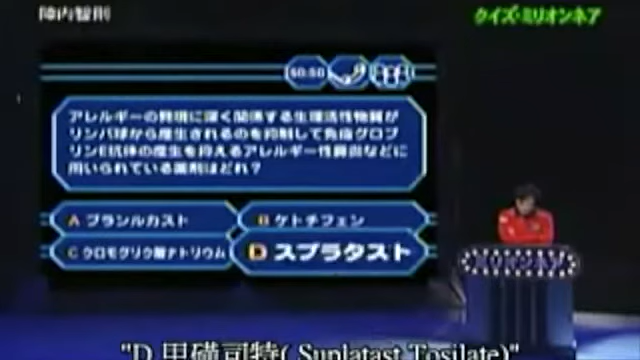 陣内智則
クイズ・ミリオンネア
50:50
アレルギーの発現に深く関係する生理活性物質が
リンパ球から産生されるのを抑制して免疫グロブ
リンE抗体の産生を抑えるアレルギー性鼻炎などに
用いられている薬剤はどれ？
A プランルカスト
B ケトチフェン
C クロモグリク酸ナトリウム
D スプラタスト
"D 甲磺司特( Suplatast Tosilate)"